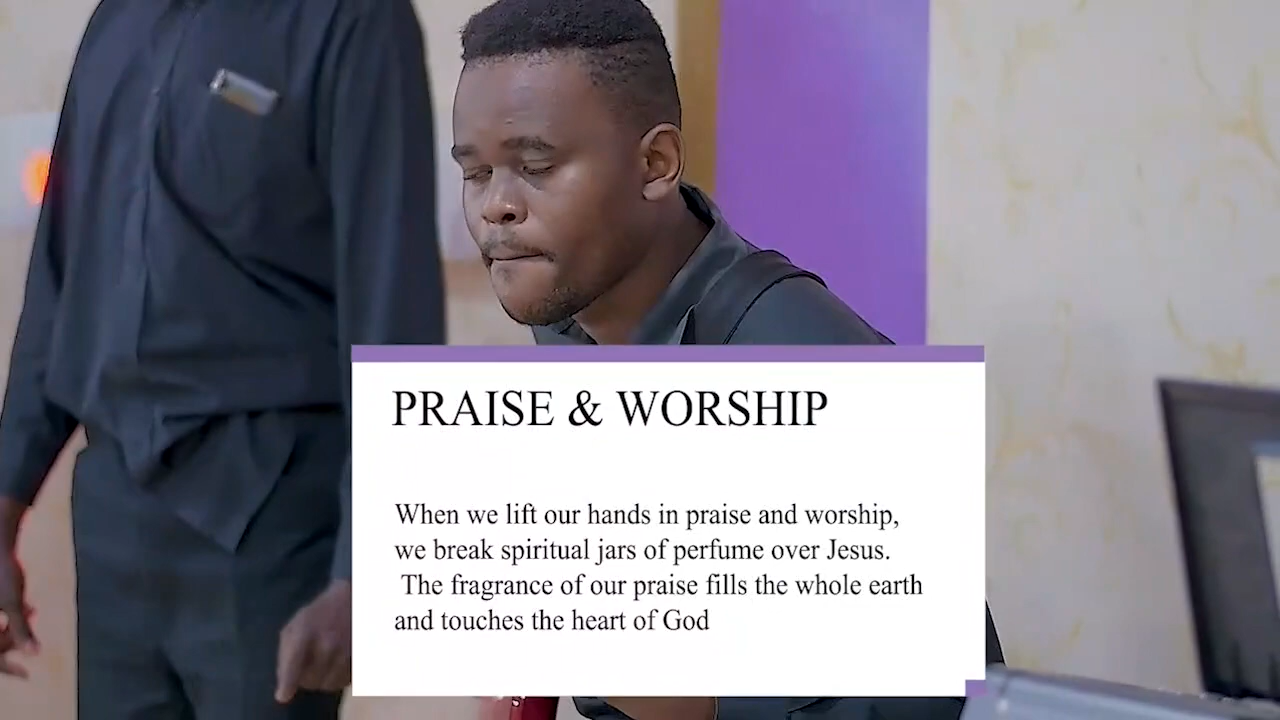 PRAISE & WORSHIP
When we lift our hands in praise and worship,
we break spiritual jars of perfume over Jesus.
The fragrance of our praise fills the whole earth
and touches the heart of God